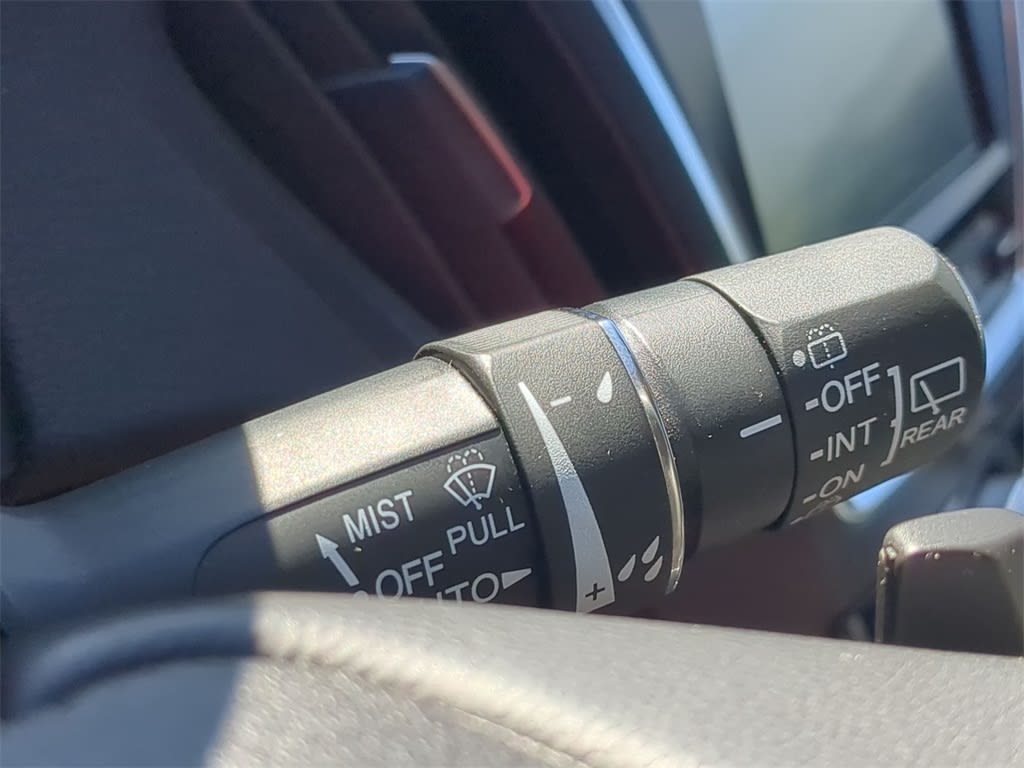 MIST
PULL
OFF
-
+
-OFF
-INT
-ON
REAR